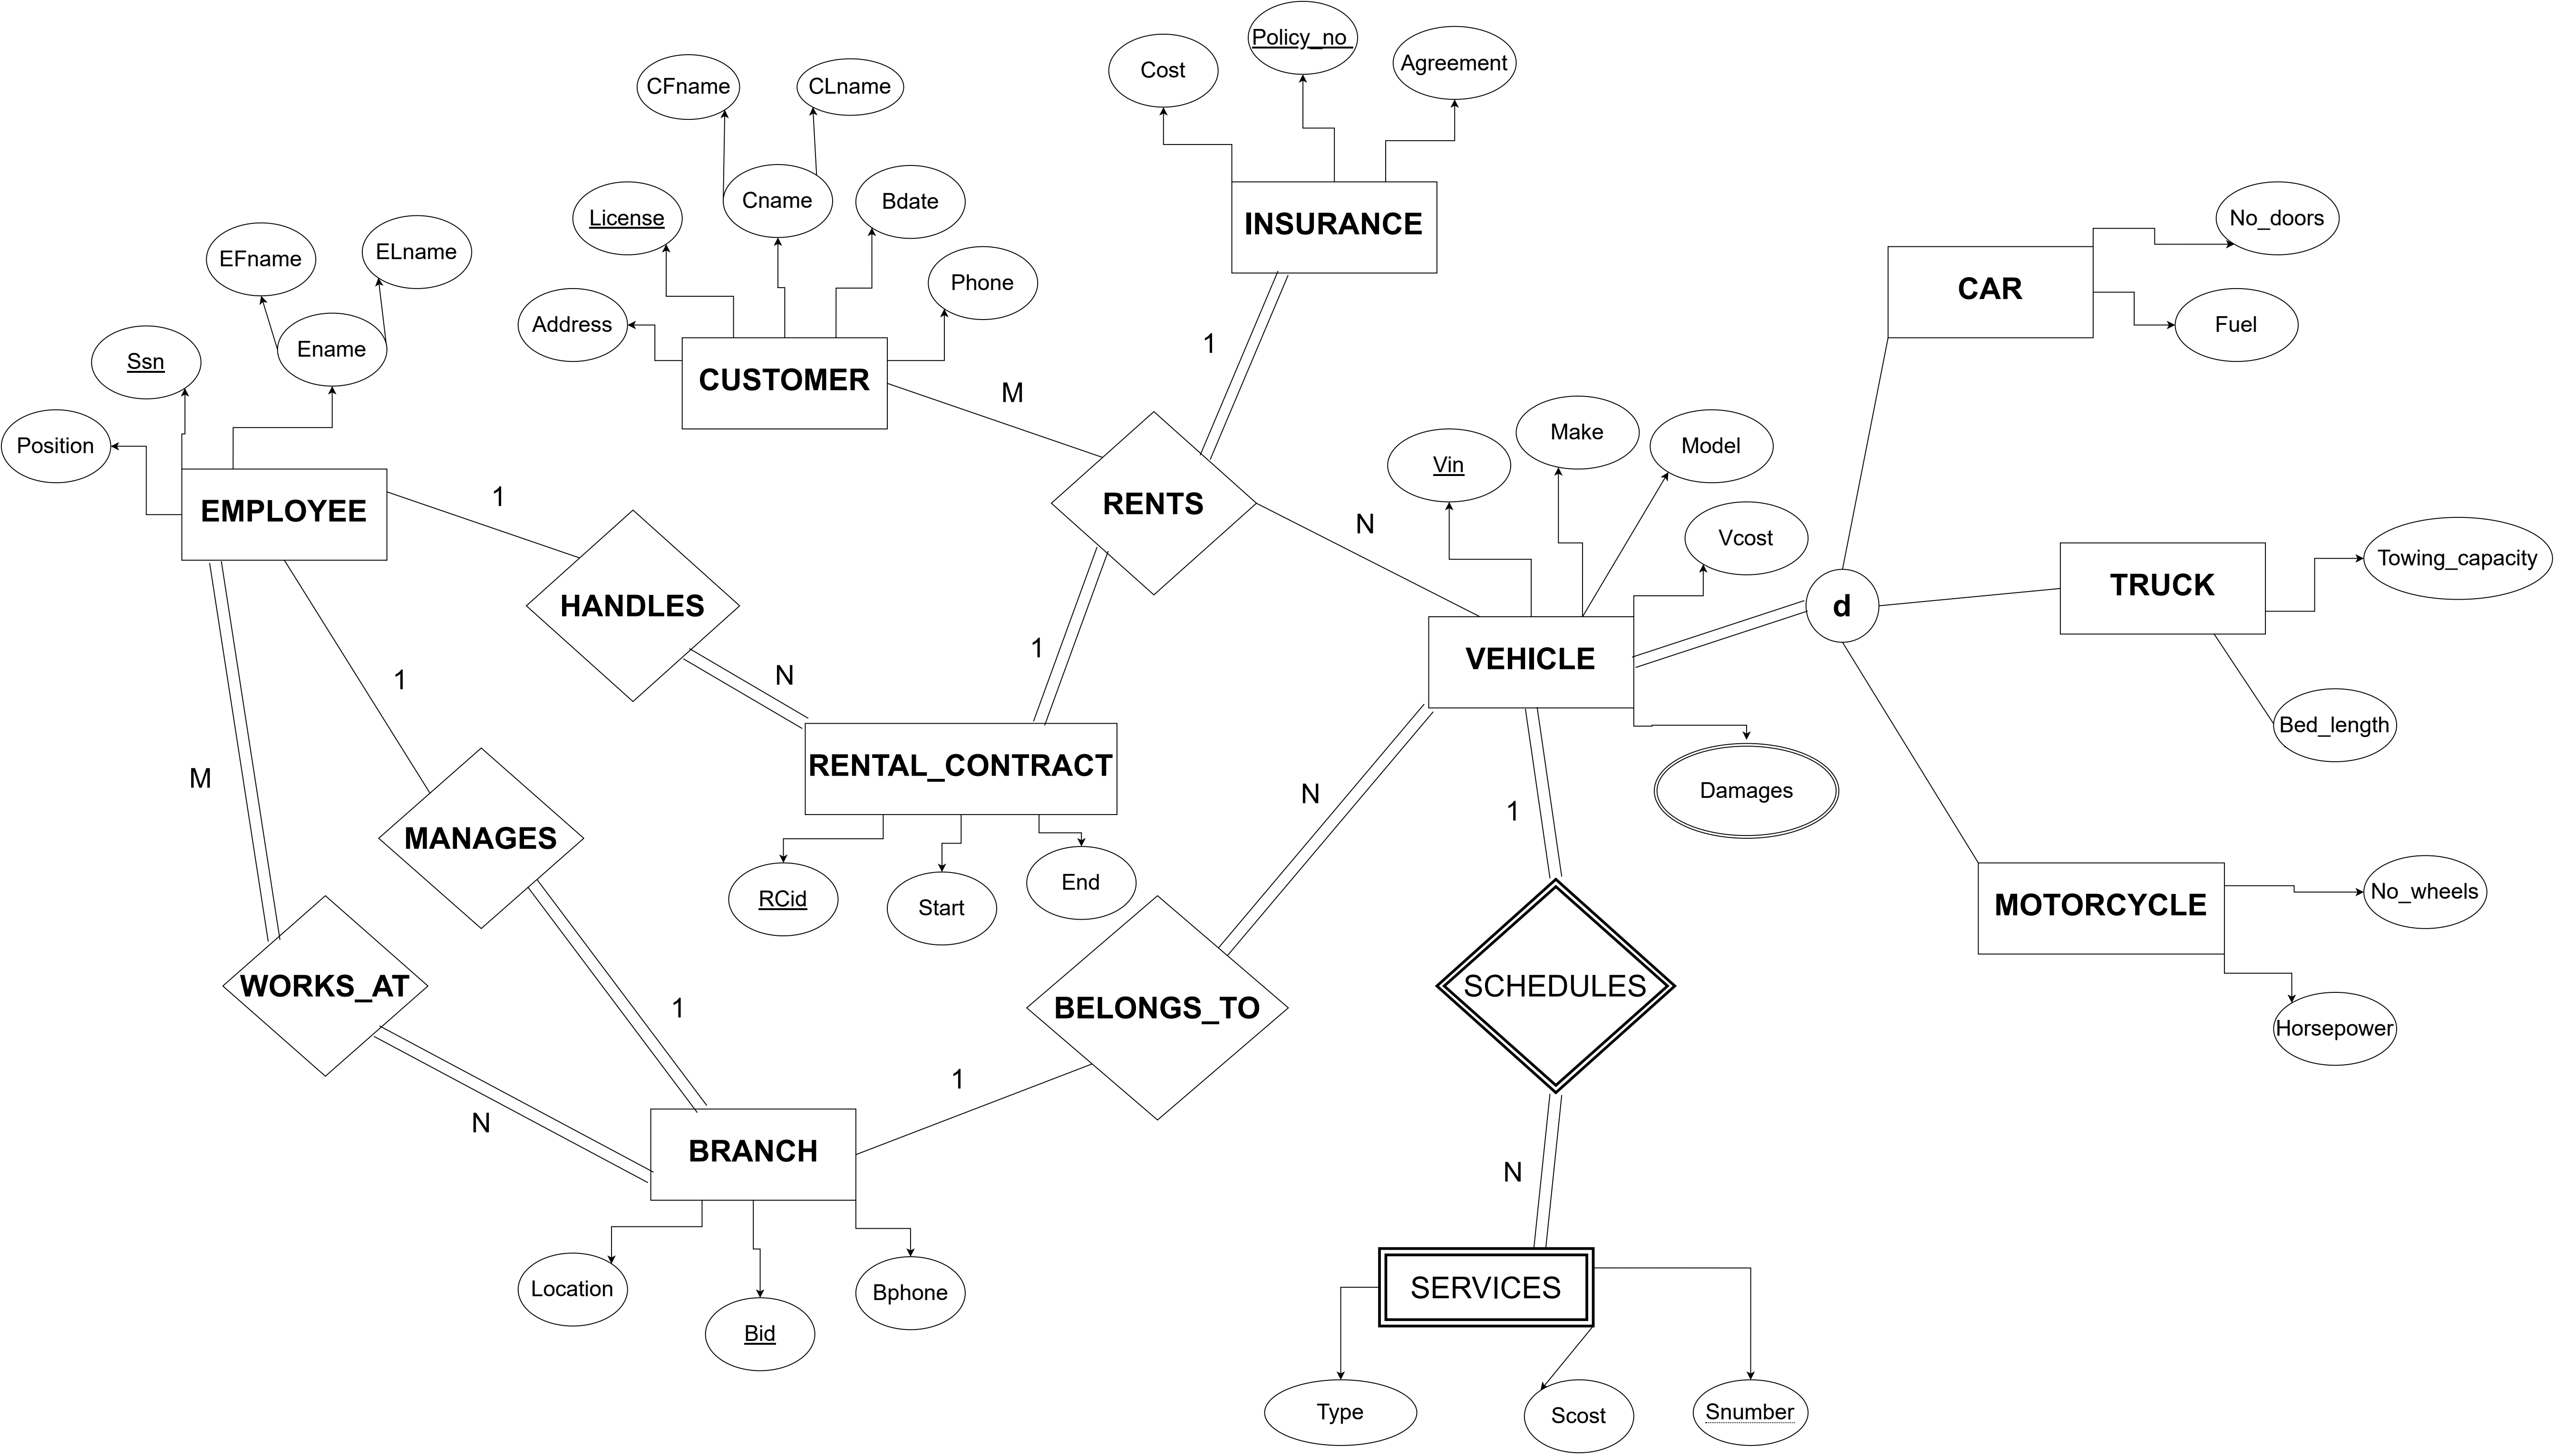 Policy_no
Cost
Agreement
CFname
CLname
License
Cname
Bdate
INSURANCE
No_doors
EFname
ELname
Phone
CAR
Address
Fuel
Ssn
Ename
1
CUSTOMER
M
Position
Vin
Make
Model
EMPLOYEE
1
RENTS
N
Vcost
Towing_capacity
HANDLES
d
TRUCK
1
N
1
VEHICLE
Bed_length
M
RENTAL_CONTRACT
N
1
Damages
MANAGES
RCid
Start
End
MOTORCYCLE
No_wheels
WORKS_AT
1
BELONGS_TO
SCHEDULES
Horsepower
N
1
BRANCH
N
Location
Bid
Bphone
SERVICES
Type
Scost
Snumber